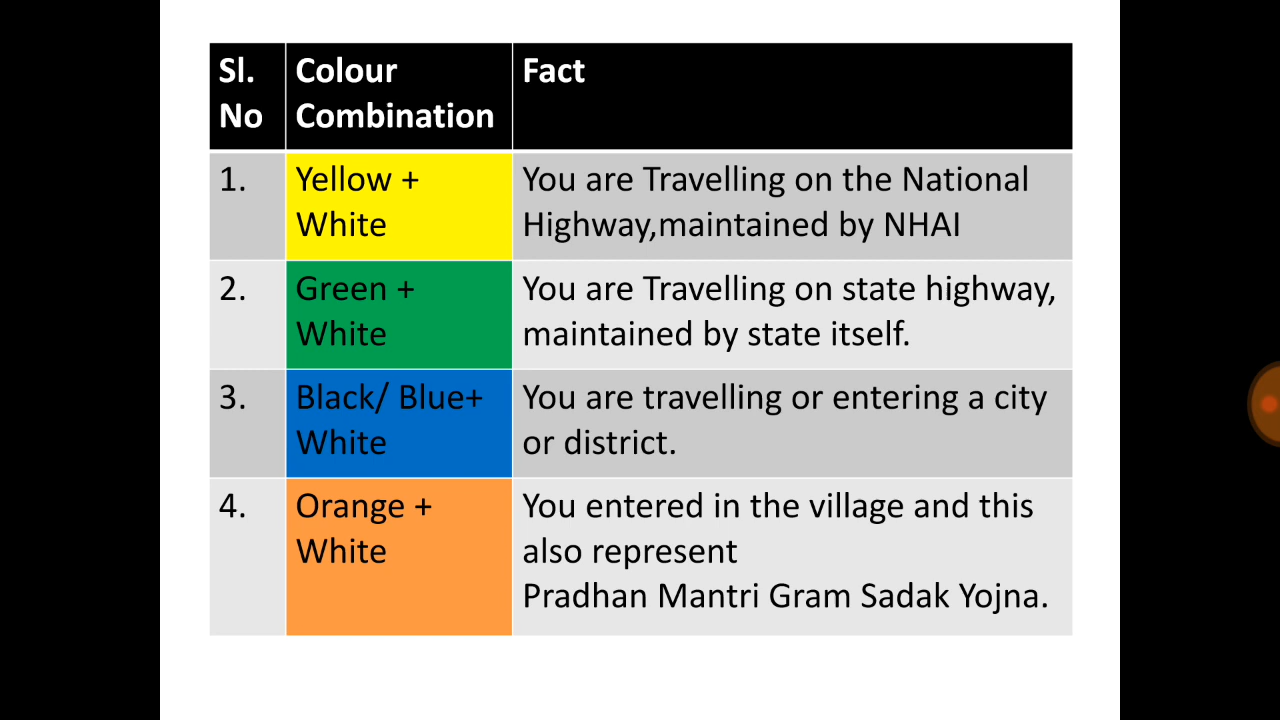 Sl. No
Colour Combination
Fact
1.
Yellow +
White
You are Travelling on the National
Highway,maintained by NHAI
2.
Green +
White
You are Travelling on state highway,
maintained by state itself.
3.
Black/ Blue+
White
You are travelling or entering a city
or district.
4.
Orange +
White
You entered in the village and this
also represent
Pradhan Mantri Gram Sadak Yojna.